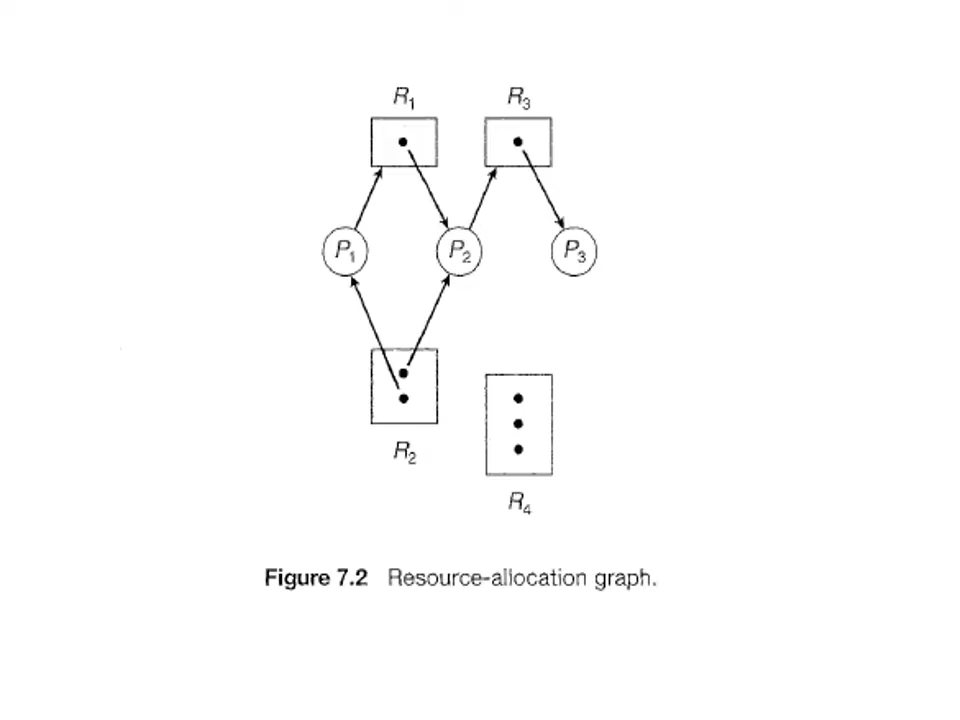 R1 R3
P1 P2 P3
R2
R4
Figure 7.2 Resource-allocation graph.